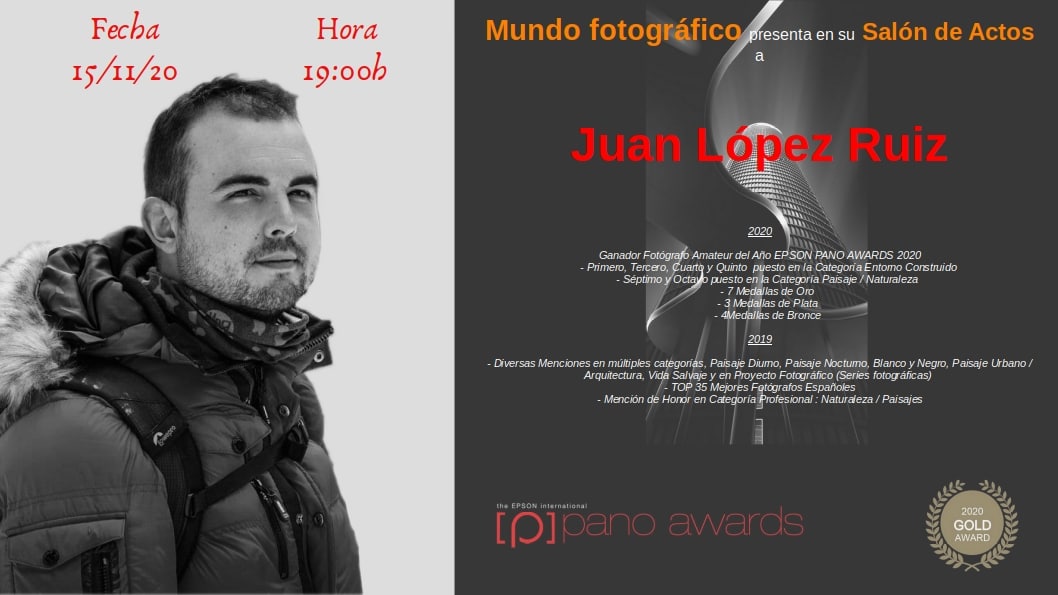 Fecha
15/11/20
Hora
19:00h
Mundo fotográfico presenta en su Salón de Actos
a
Juan López Ruiz
2020
Ganador Fotógrafo Amateur del Año EPSON PANO AWARDS 2020
- Primero, Tercero, Cuarto y Quinto puesto en la Categoria Entorno Construido
- Séptimo y Octavo puesto en la Categoría Paisaje / Naturaleza
- 7 Medallas de Oro
- 3 Medallas de Plata
- 4Medallas de Bronce
2019
- Diversas Menciones en múltiples categorías, Paisaje Diurno, Paisaje Nocturno, Blanco y Negro, Paisaje Urbano /
Arquitectura, Vida Salvaje y en Proyecto Fotográfico (Series fotográficas)
- TOP 35 Mejores Fotógrafos Españoles
- Mención de Honor en Categoría Profesional : Naturaleza / Paisajes
the EPSON international
[p] pano awards
2020
GOLD
AWARD
Lowepro